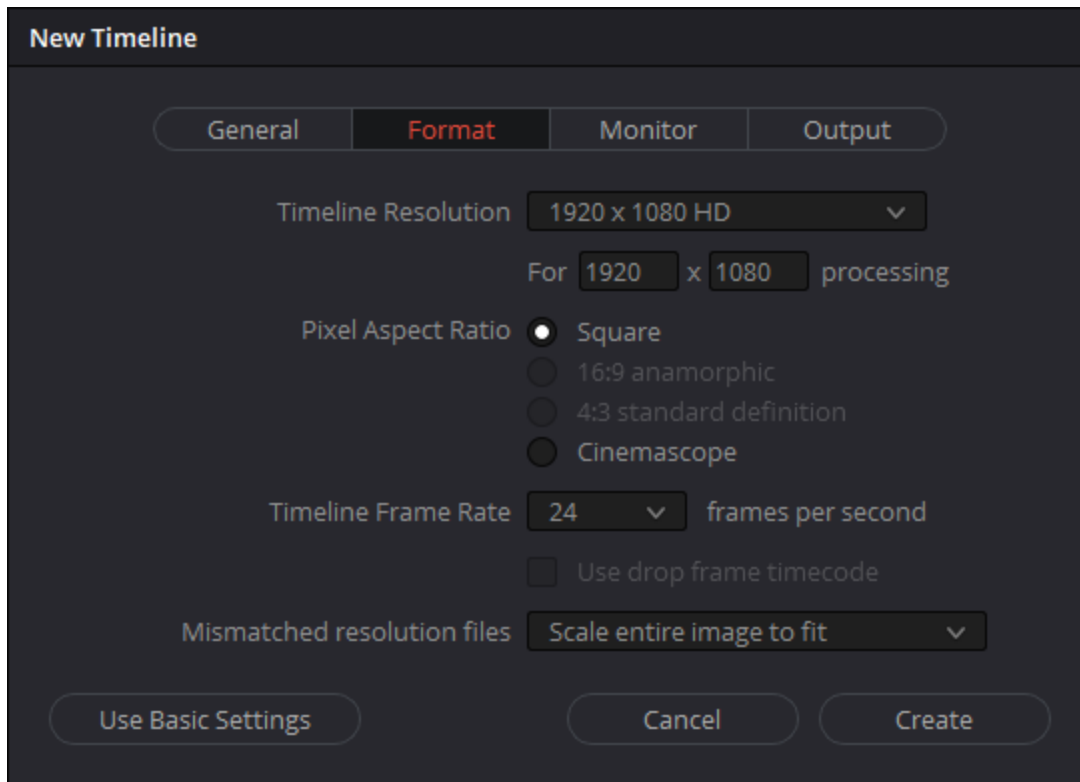 New Timeline
General Format Monitor Output
Timeline Resolution 1920 x 1080 HD
For 1920 x 1080 processing
Pixel Aspect Ratio Square
16:9 anamorphic
4:3 standard definition
Cinemascope
Timeline Frame Rate 24 frames per second
Use drop frame timecode
Mismatched resolution files Scale entire image to fit
Use Basic Settings Cancel Create